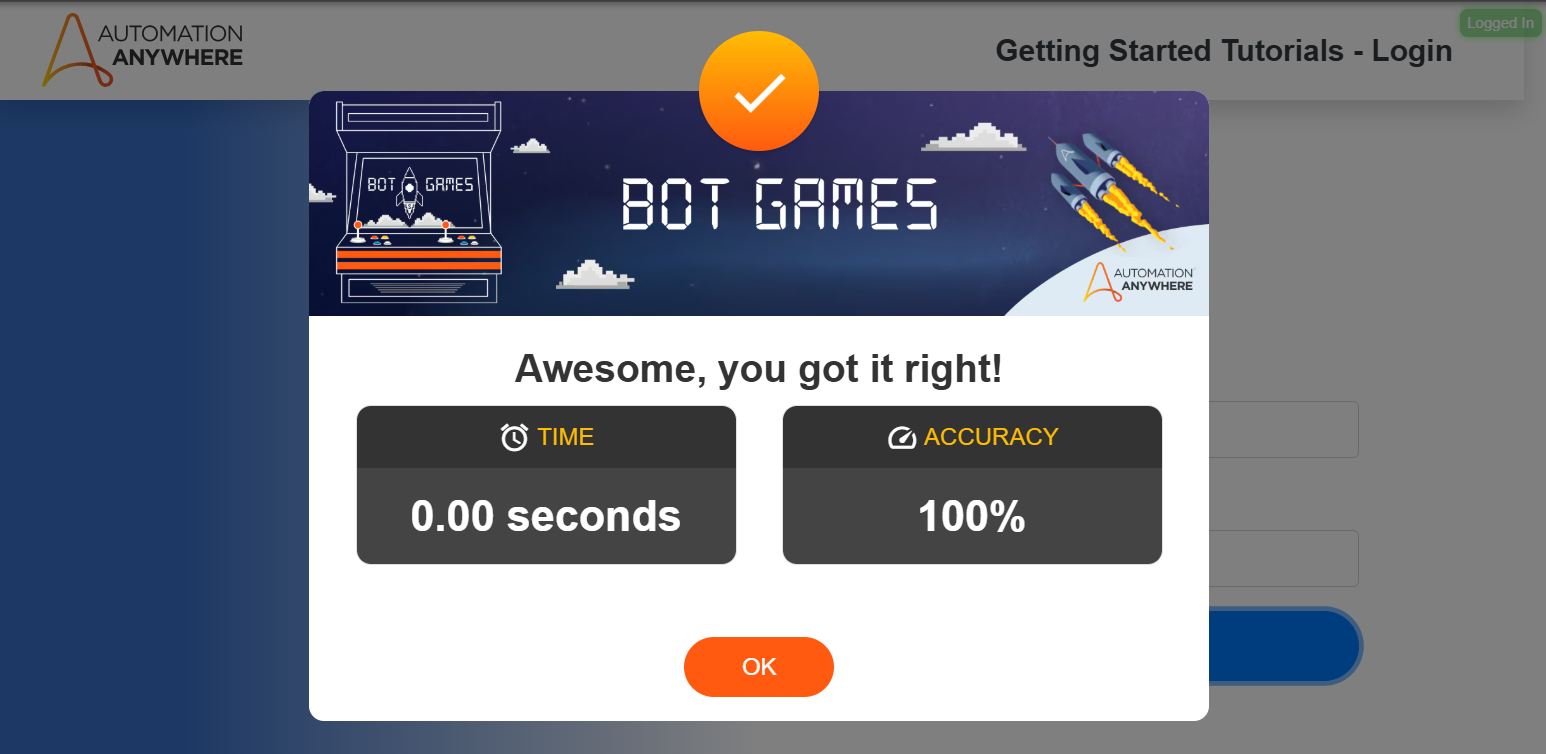 AUTOMATION
ANYWHERE
Getting Started Tutorials - Login
Logged In
BOT GAMES
BOT GAMES
AUTOMATION
ANYWHERE
Awesome, you got it right!
TIME
ACCURACY
0.00 seconds
100%
OK